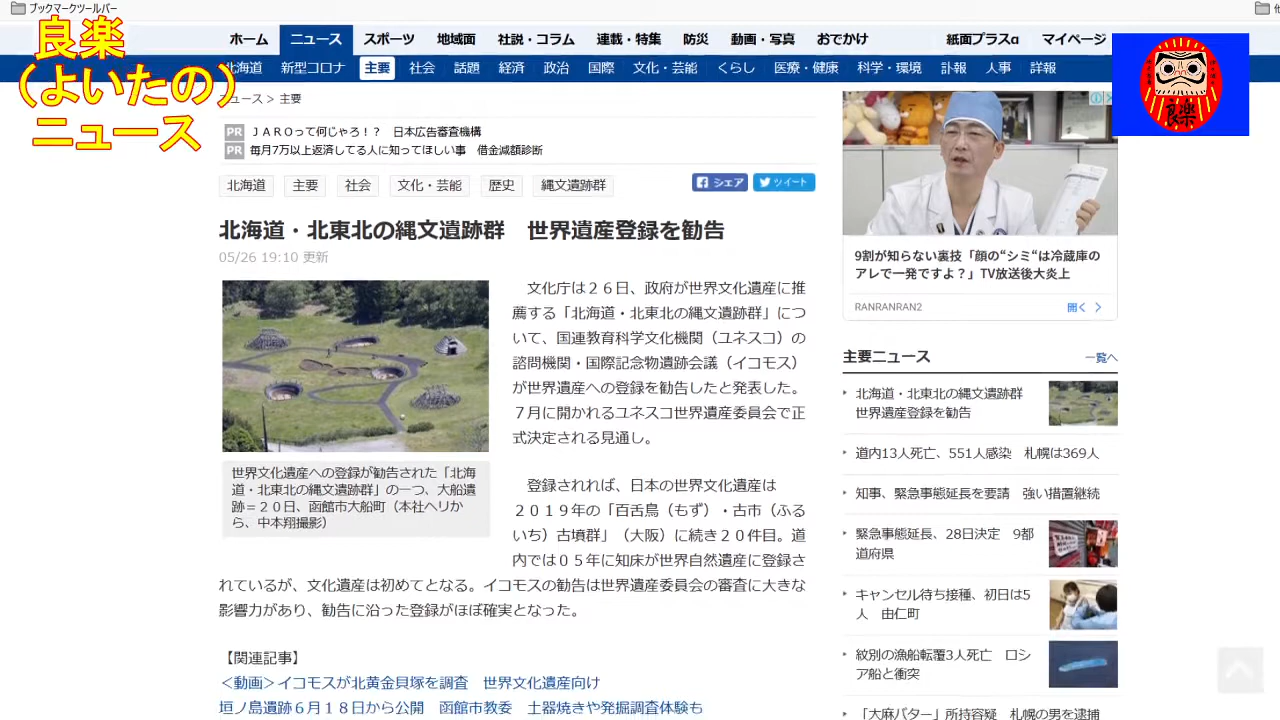 ブックマークツールバー
良楽
（よいたの）
ニュース
ホーム ニュース スポーツ 地域面 社説・コラム 連載・特集 防災 動画・写真 おでかけ 紙面プラスα マイページ
北海道 新型コロナ 主要 社会 話題 経済 政治 国際 文化・芸能 くらし 医療・健康 科学・環境 訃報 人事 詳報
ュース > 主要
PR ＪＡＲＯって何じゃろ！？ 日本広告審査機構
PR 毎月7万以上返済してる人に知ってほしい事 借金減額診断
北海道 主要 社会 文化・芸能 歴史 縄文遺跡群
シェア ツイート
北海道・北東北の縄文遺跡群 世界遺産登録を勧告
05/26 19:10 更新
文化庁は２６日、政府が世界文化遺産に推
薦する「北海道・北東北の縄文遺跡群」につ
いて、国連教育科学文化機関（ユネスコ）の
諮問機関・国際記念物遺跡会議（イコモス）
が世界遺産への登録を勧告したと発表した。
７月に開かれるユネスコ世界遺産委員会で正
式決定される見通し。
世界文化遺産への登録が勧告された「北海
道・北東北の縄文遺跡群」の一つ、大船遺
跡＝２０日、函館市大船町（本社ヘリか
ら、中本翔撮影）
登録されれば、日本の世界文化遺産は
２０１９年の「百舌鳥（もず）・古市（ふる
いち）古墳群」（大阪）に続き２０件目。道
内では０５年に知床が世界自然遺産に登録さ
れているが、文化遺産は初めてとなる。イコモスの勧告は世界遺産委員会の審査に大きな
影響力があり、勧告に沿った登録がほぼ確実となった。
【関連記事】
＜動画＞イコモスが北黄金貝塚を調査 世界文化遺産向け
垣ノ島遺跡６月１８日から公開 函館市教委 土器焼きや発掘調査体験も
良楽
9割が知らない裏技「顔の“シミ“は冷蔵庫の
アレで一発ですよ？」TV放送後大炎上
RANRANRAN2
開く
主要ニュース 一覧へ
北海道・北東北の縄文遺跡群
世界遺産登録を勧告
道内13人死亡、551人感染 札幌は369人
知事、緊急事態延長を要請 強い措置継続
緊急事態延長、28日決定 9都
道府県
キャンセル待ち接種、初日は5
人 由仁町
紋別の漁船転覆3人死亡 ロシ
ア船と衝突
「大麻バター」所持容疑 札幌の男を逮捕